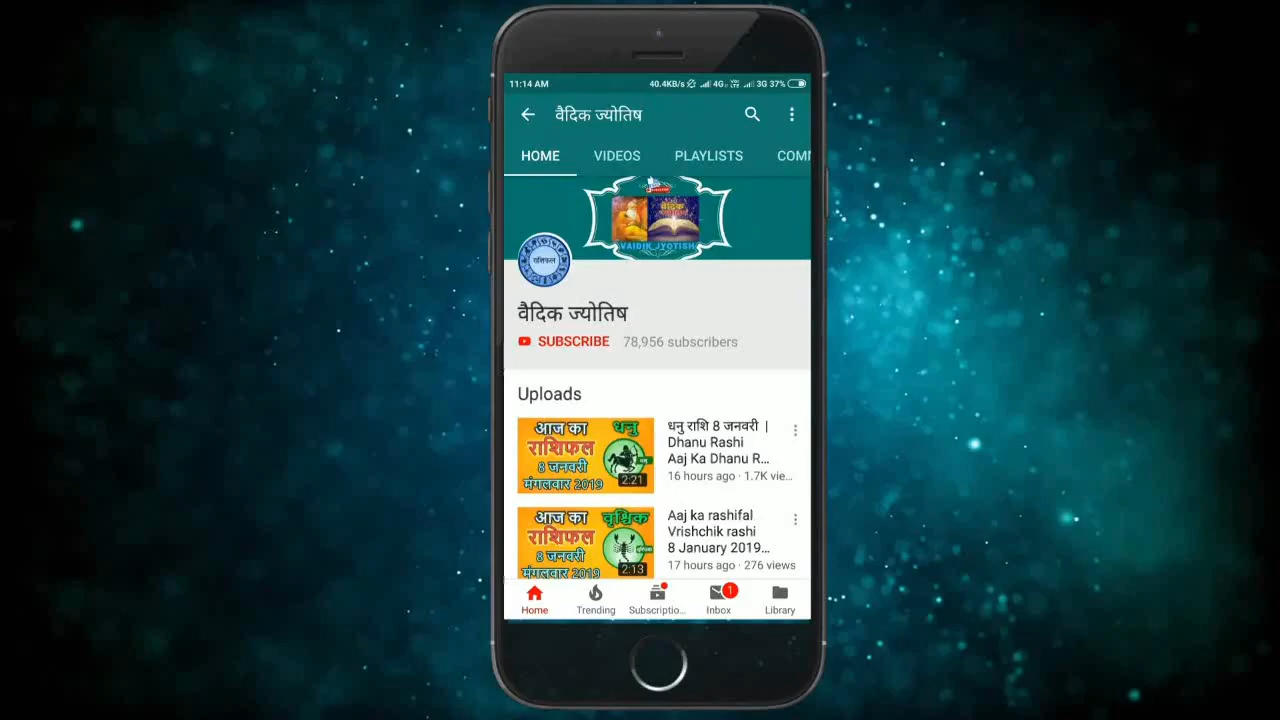 11:14 AM
40.4KB/s 4G VoLTE 3G 37%
वैदिक ज्योतिष
HOME VIDEOS PLAYLISTS COMM
वैदिक
VAIDIK JYOTISH
राशिफल
वैदिक ज्योतिष
SUBSCRIBE 78,956 subscribers
Uploads
आज का धनु
राशिफल
8 जनवरी
मंगलवार 2019
2:21
धनु राशि 8 जनवरी |
Dhanu Rashi
Aaj Ka Dhanu R...
16 hours ago · 1.7K vie...
आज का वृश्चिक
राशिफल
8 जनवरी
मंगलवार 2019
2:13
Aaj ka rashifal
Vrishchik rashi
8 January 2019...
17 hours ago · 276 views
1
Home Trending Subscriptio... Inbox Library